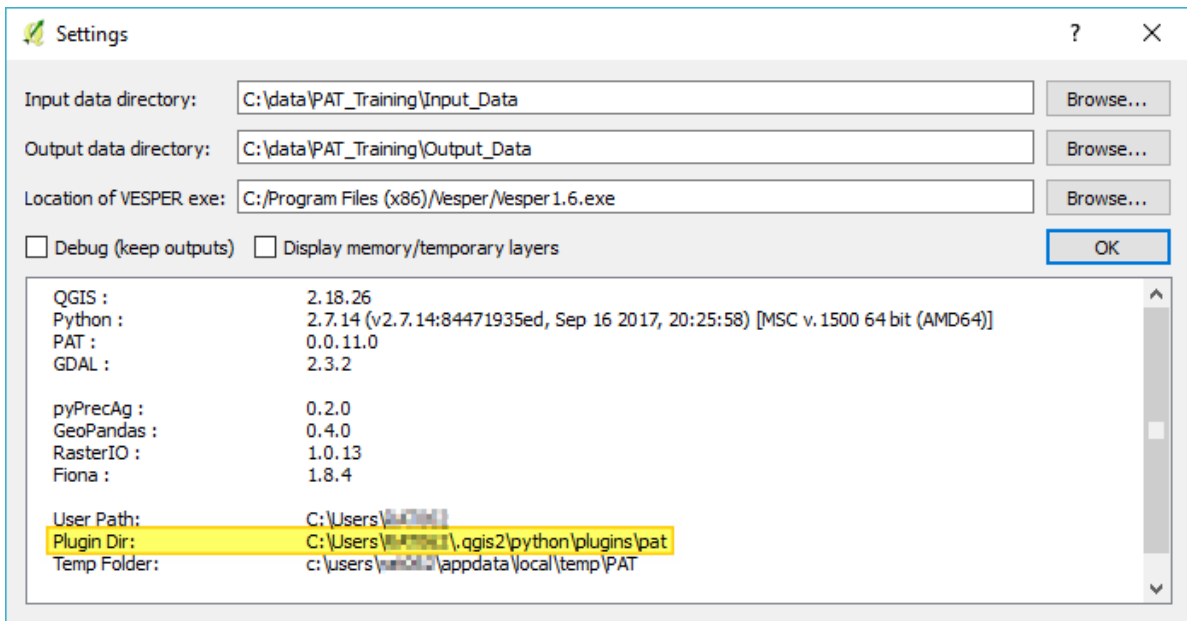 Settings
Input data directory: C:\data\PAT_Training\Input_Data Browse...
Output data directory: C:\data\PAT_Training\Output_Data Browse...
Location of VESPER exe: C:/Program Files (x86)/Vesper/Vesper1.6.exe Browse...
Debug (keep outputs) Display memory/temporary layers OK
QGIS : 2.18.26
Python : 2.7.14 (v2.7.14:84471935ed, Sep 16 2017, 20:25:58) [MSC v.1500 64 bit (AMD64)]
PAT : 0.0.11.0
GDAL : 2.3.2
pyPrecAg : 0.2.0
GeoPandas : 0.4.0
RasterIO : 1.0.13
Fiona : 1.8.4
User Path: C:\Users\
Plugin Dir: C:\Users\ \.qgis2\python\plugins\pat
Temp Folder: c:\users\ \appdata\local\temp\PAT